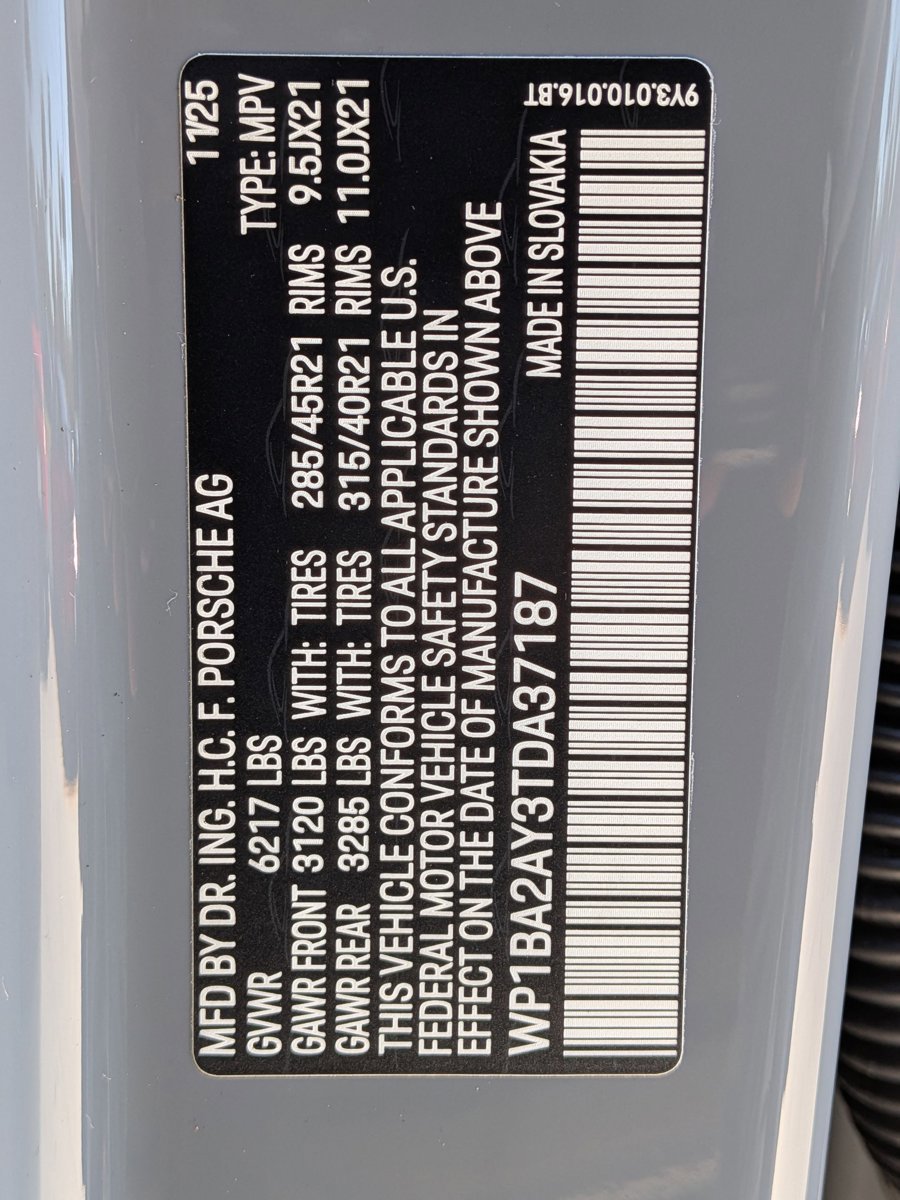 MFD BY DR. ING. H.C. F. PORSCHE AG 11/25
GVWR 6217 LBS TYPE: MPV
GAWR FRONT 3120 LBS WITH: TIRES 285/45R21 RIMS 9.5JX21
GAWR REAR 3285 LBS WITH: TIRES 315/40R21 RIMS 11.0JX21
THIS VEHICLE CONFORMS TO ALL APPLICABLE U.S.
FEDERAL MOTOR VEHICLE SAFETY STANDARDS IN
EFFECT ON THE DATE OF MANUFACTURE SHOWN ABOVE
WP1BA2AY3TDA37187 MADE IN SLOVAKIA
9Y3.010.016.BT